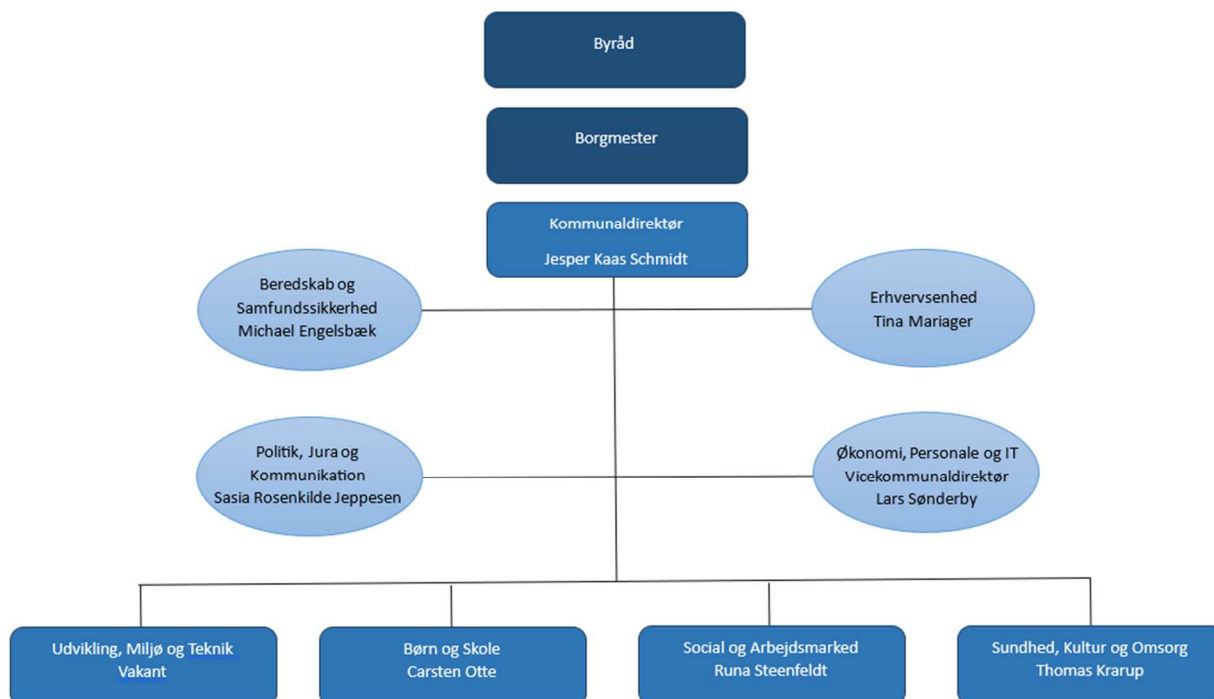 Byråd
Borgmester
Kommunaldirektør
Jesper Kaas Schmidt
Beredskab og
Samfundssikkerhed
Michael Engelsbæk
Erhvervsenhed
Tina Mariager
Politik, Jura og
Kommunikation
Sasia Rosenkilde Jeppesen
Økonomi, Personale og IT
Vicekommunaldirektør
Lars Sønderby
Udvikling, Miljø og Teknik
Vakant
Børn og Skole
Carsten Otte
Social og Arbejdsmarked
Runa Steenfeldt
Sundhed, Kultur og Omsorg
Thomas Krarup